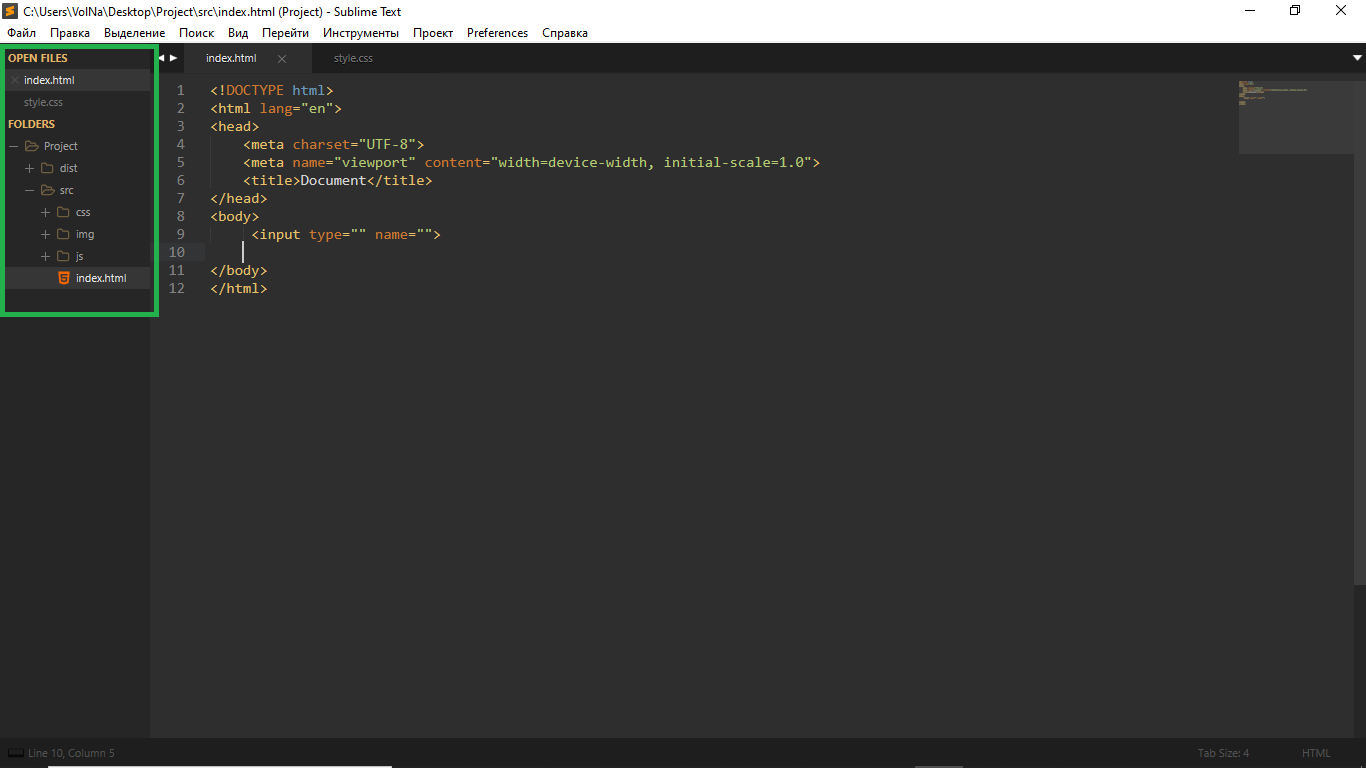 C:\Users\VolNa\Desktop\Project\src\index.html (Project) - Sublime Text
Файл Правка Выделение Поиск Вид Перейти Инструменты Проект Preferences Справка
OPEN FILES
index.html
style.css
FOLDERS
Project
dist
src
css
img
js
index.html
index.html style.css
1 <!DOCTYPE html>
2 <html lang="en">
3 <head>
4 <meta charset="UTF-8">
5 <meta name="viewport" content="width=device-width, initial-scale=1.0">
6 <title>Document</title>
7 </head>
8 <body>
9 <input type="" name="">
10
11 </body>
12 </html>
Line 10, Column 5 Tab Size: 4 HTML